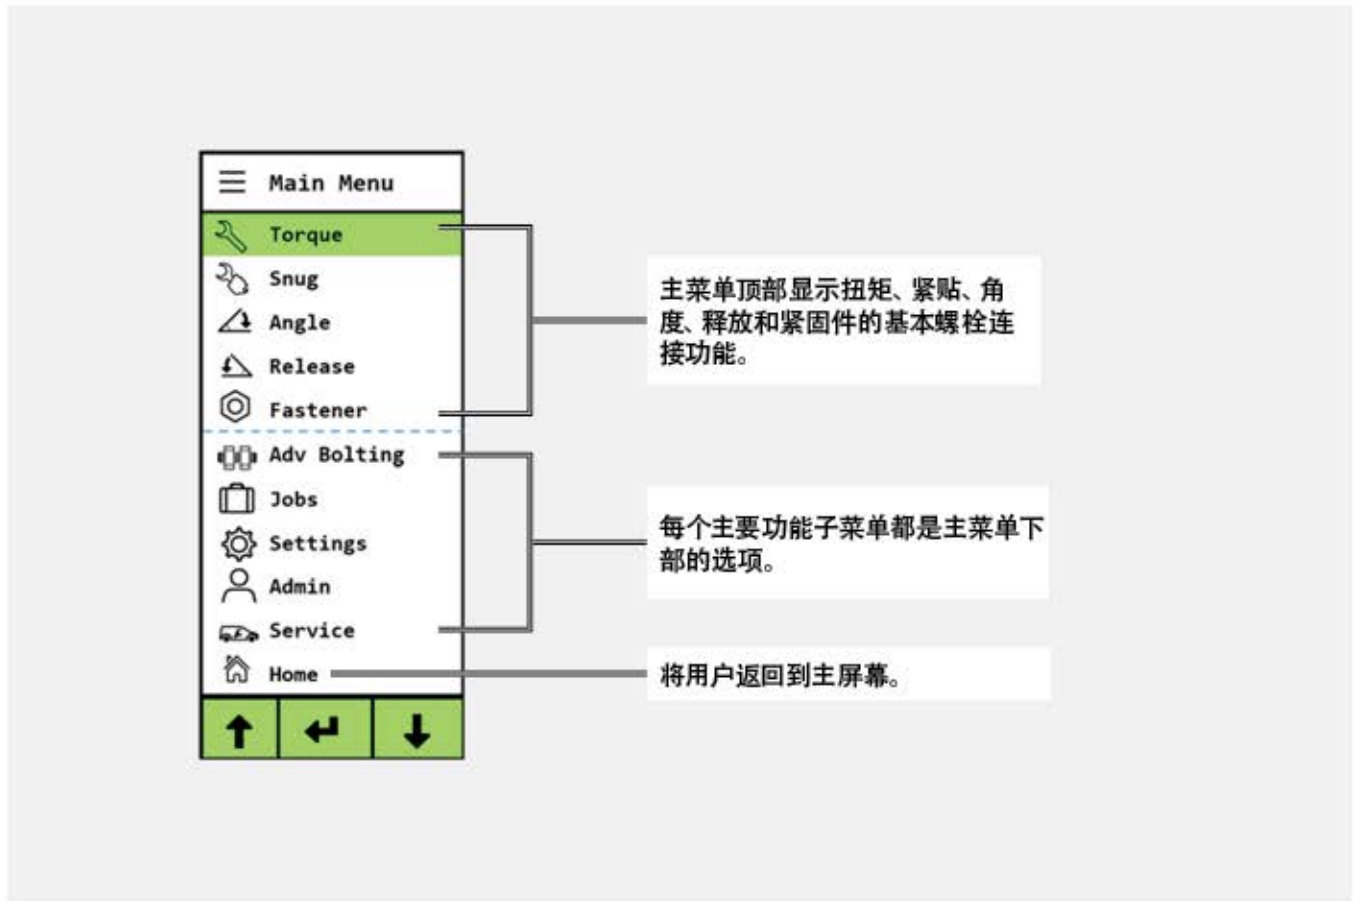 Main Menu
Torque
Snug
Angle
Release
Fastener
Adv Bolting
Jobs
Settings
Admin
Service
Home
主菜单顶部显示扭矩、紧贴、角
度、释放和紧固件的基本螺栓连
接功能。
每个主要功能子菜单都是主菜单下
部的选项。
将用户返回到主屏幕。